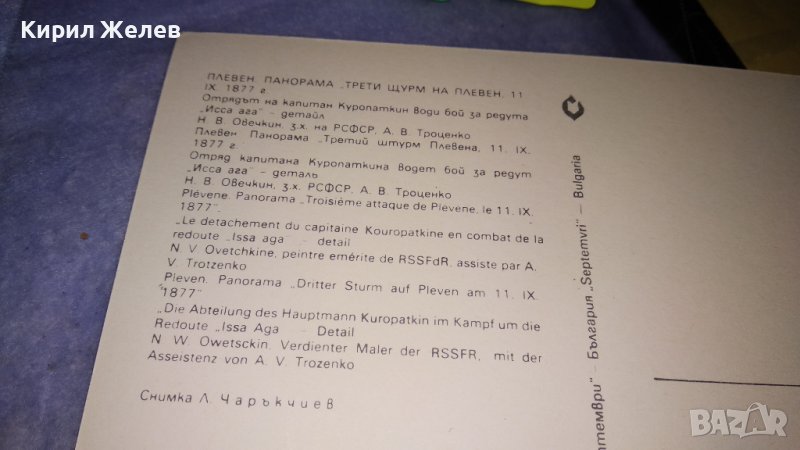 Кирил Желев
ПЛЕВЕН. ПАНОРАМА „ТРЕТИ ЩУРМ НА ПЛЕВЕН, 11
IX. 1877 г
Отрядът на капитан Куропаткин води бой за редута
„Исса ага" - детайл
Н. В. Овечкин, з.х. на РСФСР, А. В. Троценко
Плевен Панорама „Третий штурм Плевена, 11. IX.
1877 г.
Отряд капитана Куропаткина водет бой за редут
„Исса ага" — деталь
Н. В. Овечкин, з.х. РСФСР, А. В. Троценко
Plévene. Panorama „Troisième attaque de Plevene, le 11. IX.
1877".
„Le detachement du capitaine Kouropatkine en combat de la
redoute „Issa aga" - detail
N. V. Ovetchkine, peintre emérite de RSSFdR, assiste par A.
V. Trotzenko
Pleven. Panorama „Dritter Sturm auf Pleven am 11. IX.
1877"
„Die Abteilung des Hauptmann Kuropatkin im Kampf um die
Redoute „Issa Aga - Detail
N. W. Owetsckin, Verdienter Maler der RSSFR, mit der
Asseistenz von A. V. Trozenko
Снимка Л. Чаръкчиев
птември" – България „Septemvri" – Bulgaria
BAZAR
bazar.bg